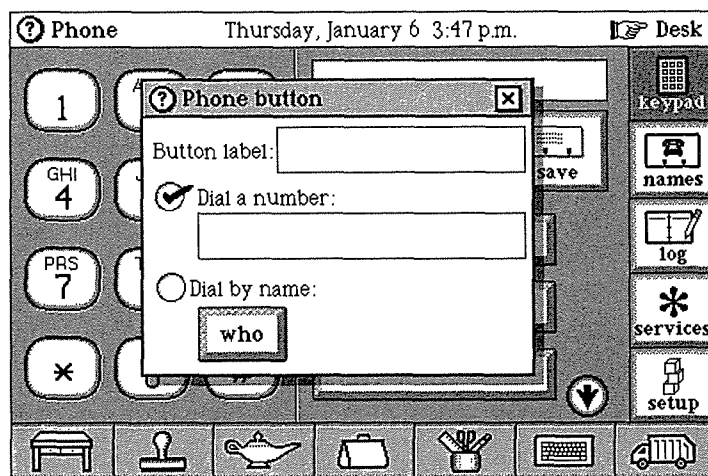 Phone Thursday, January 6 3:47 p.m. Desk
1
Phone button
keypad
Button label:
save
names
GHI
4
Dial a number:
log
PRS
7
Dial by name:
services
who
*
setup